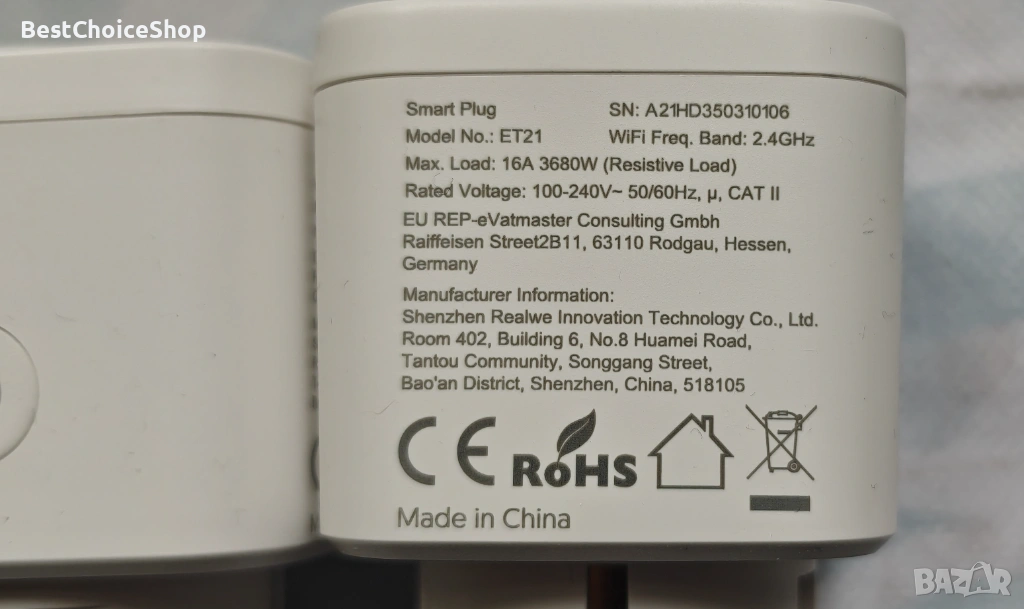 BestChoiceShop
Smart Plug SN: A21HD350310106
Model No.: ET21 WiFi Freq. Band: 2.4GHz
Max. Load: 16A 3680W (Resistive Load)
Rated Voltage: 100-240V~ 50/60Hz, µ, CAT II
EU REP-eVatmaster Consulting Gmbh
Raiffeisen Street2B11, 63110 Rodgau, Hessen,
Germany
Manufacturer Information:
Shenzhen Realwe Innovation Technology Co., Ltd.
Room 402, Building 6, No.8 Huamei Road,
Tantou Community, Songgang Street,
Bao'an District, Shenzhen, China, 518105
CE RoHS
Made in China
BAZAR